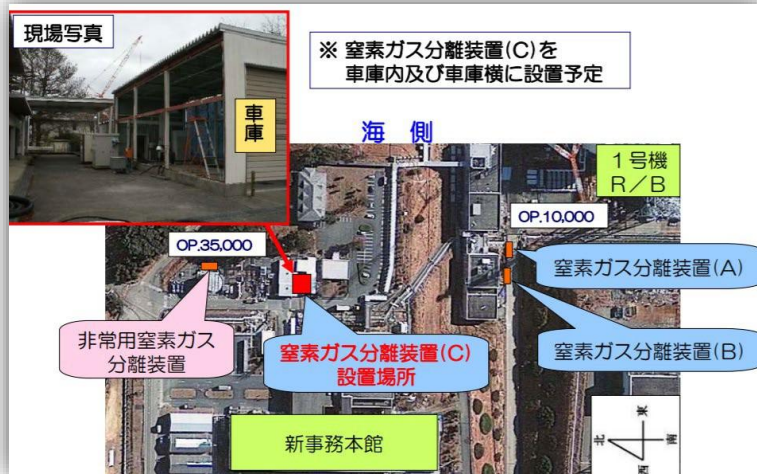 現場写真
車庫
※ 窒素ガス分離装置(C)を
車庫内及び車庫横に設置予定
海 側
1号機
R/B
OP.10,000
OP.35,000
窒素ガス分離装置(A)
非常用窒素ガス
分離装置
窒素ガス分離装置(C)
設置場所
窒素ガス分離装置(B)
新事務本館
東
北
南
西